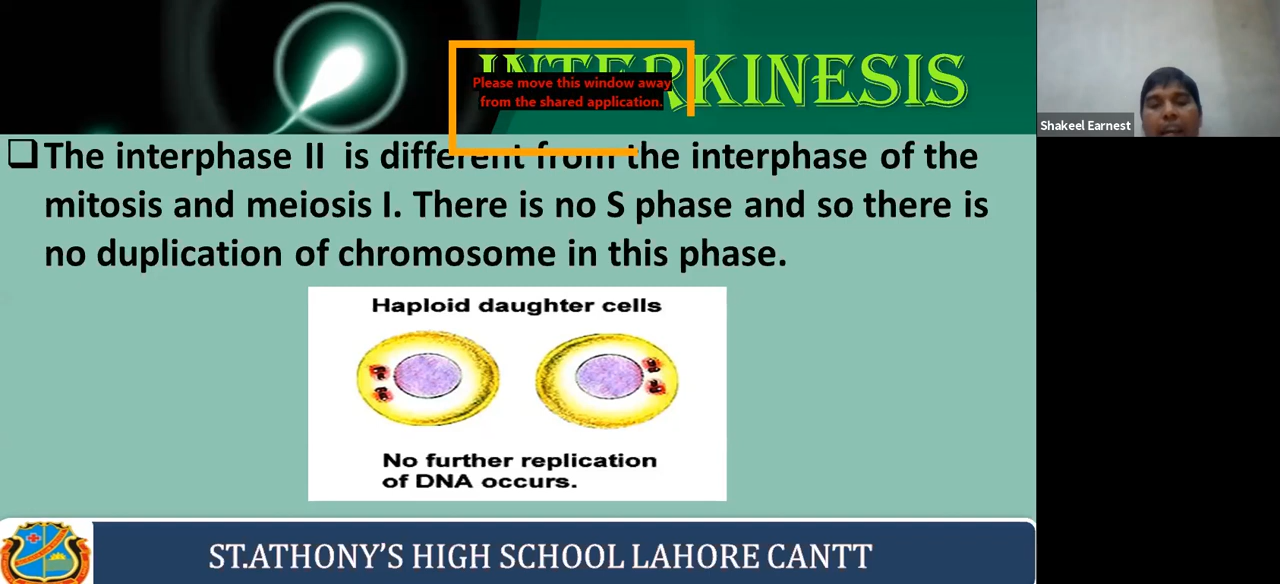 INTERKINESIS
Please move this window away
from the shared application.
Shakeel Earnest
❑The interphase II is different from the interphase of the
mitosis and meiosis I. There is no S phase and so there is
no duplication of chromosome in this phase.
Haploid daughter cells
No further replication
of DNA occurs.
ST.ATHONY'S HIGH SCHOOL LAHORE CANTT